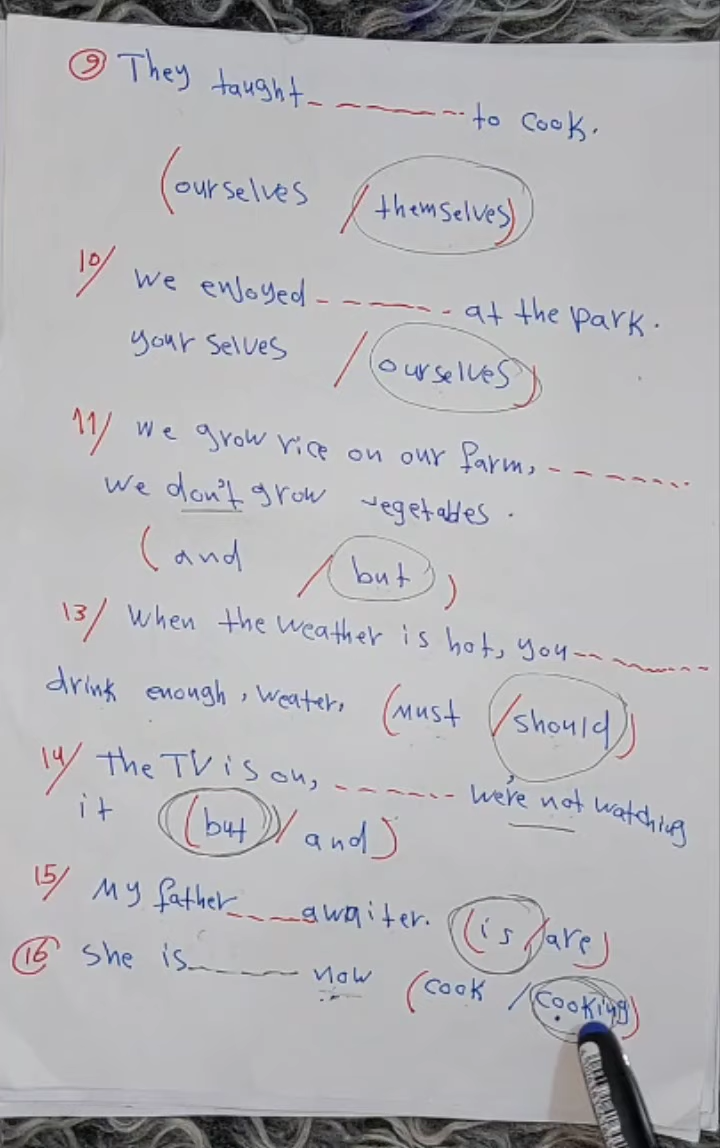 9 They taught ------- to cook.
(ourselves / themselves)
10/ we enjoyed ------- at the park.
your selves / ourselves)
11/ we grow rice on our farm, -------
we don't grow vegetables.
(and / but)
13/ When the weather is hot, you -------
drink enough, weater, (must / should)
14/ the TV is on, ------- we're not watching
it (but / and)
15/ My father ---- awaiter. (is / are)
16 she is ------ now (cook / cooking)